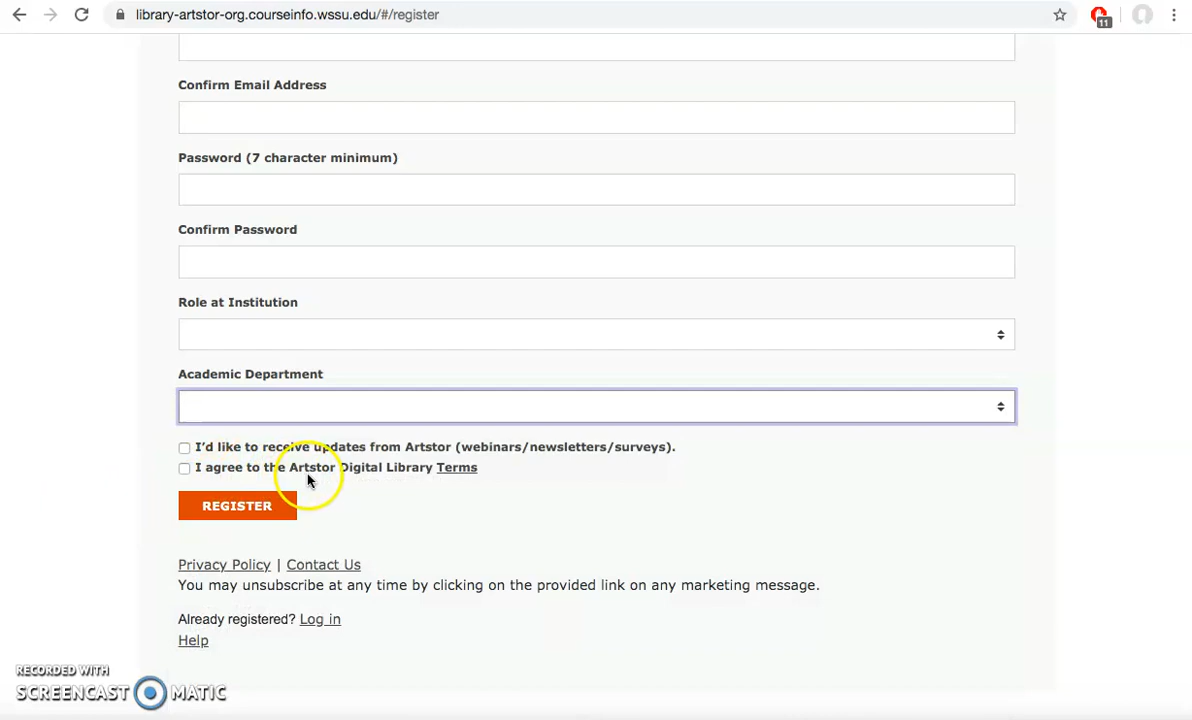 library-artstor-org.courseinfo.wssu.edu/#/register
11
Confirm Email Address
Password (7 character minimum)
Confirm Password
Role at Institution
Academic Department
I'd like to receive updates from Artstor (webinars/newsletters/surveys).
I agree to the Artstor Digital Library Terms
REGISTER
Privacy Policy | Contact Us
You may unsubscribe at any time by clicking on the provided link on any marketing message.
Already registered? Log in
Help
RECORDED WITH
SCREENCAST MATIC